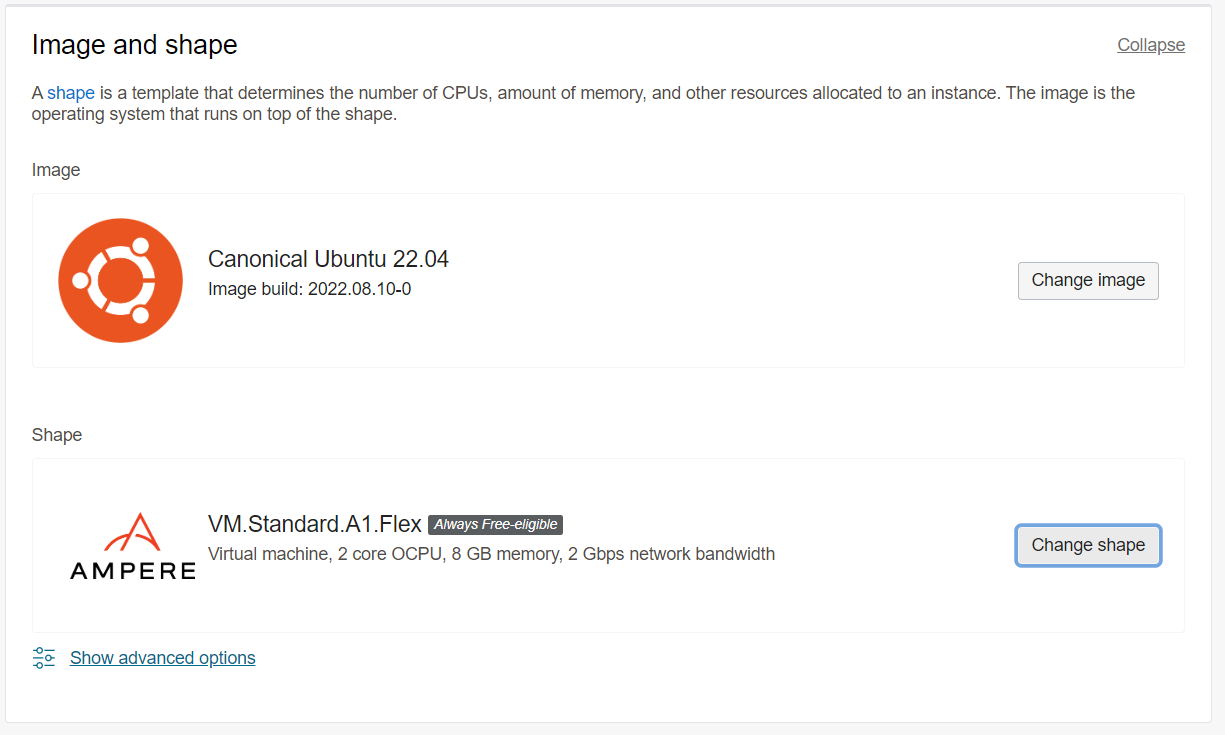 Image and shape
Collapse
A shape is a template that determines the number of CPUs, amount of memory, and other resources allocated to an instance. The image is the
operating system that runs on top of the shape.
Image
Canonical Ubuntu 22.04
Image build: 2022.08.10-0
Change image
Shape
AMPERE
VM.Standard.A1.Flex Always Free-eligible
Virtual machine, 2 core OCPU, 8 GB memory, 2 Gbps network bandwidth
Change shape
Show advanced options